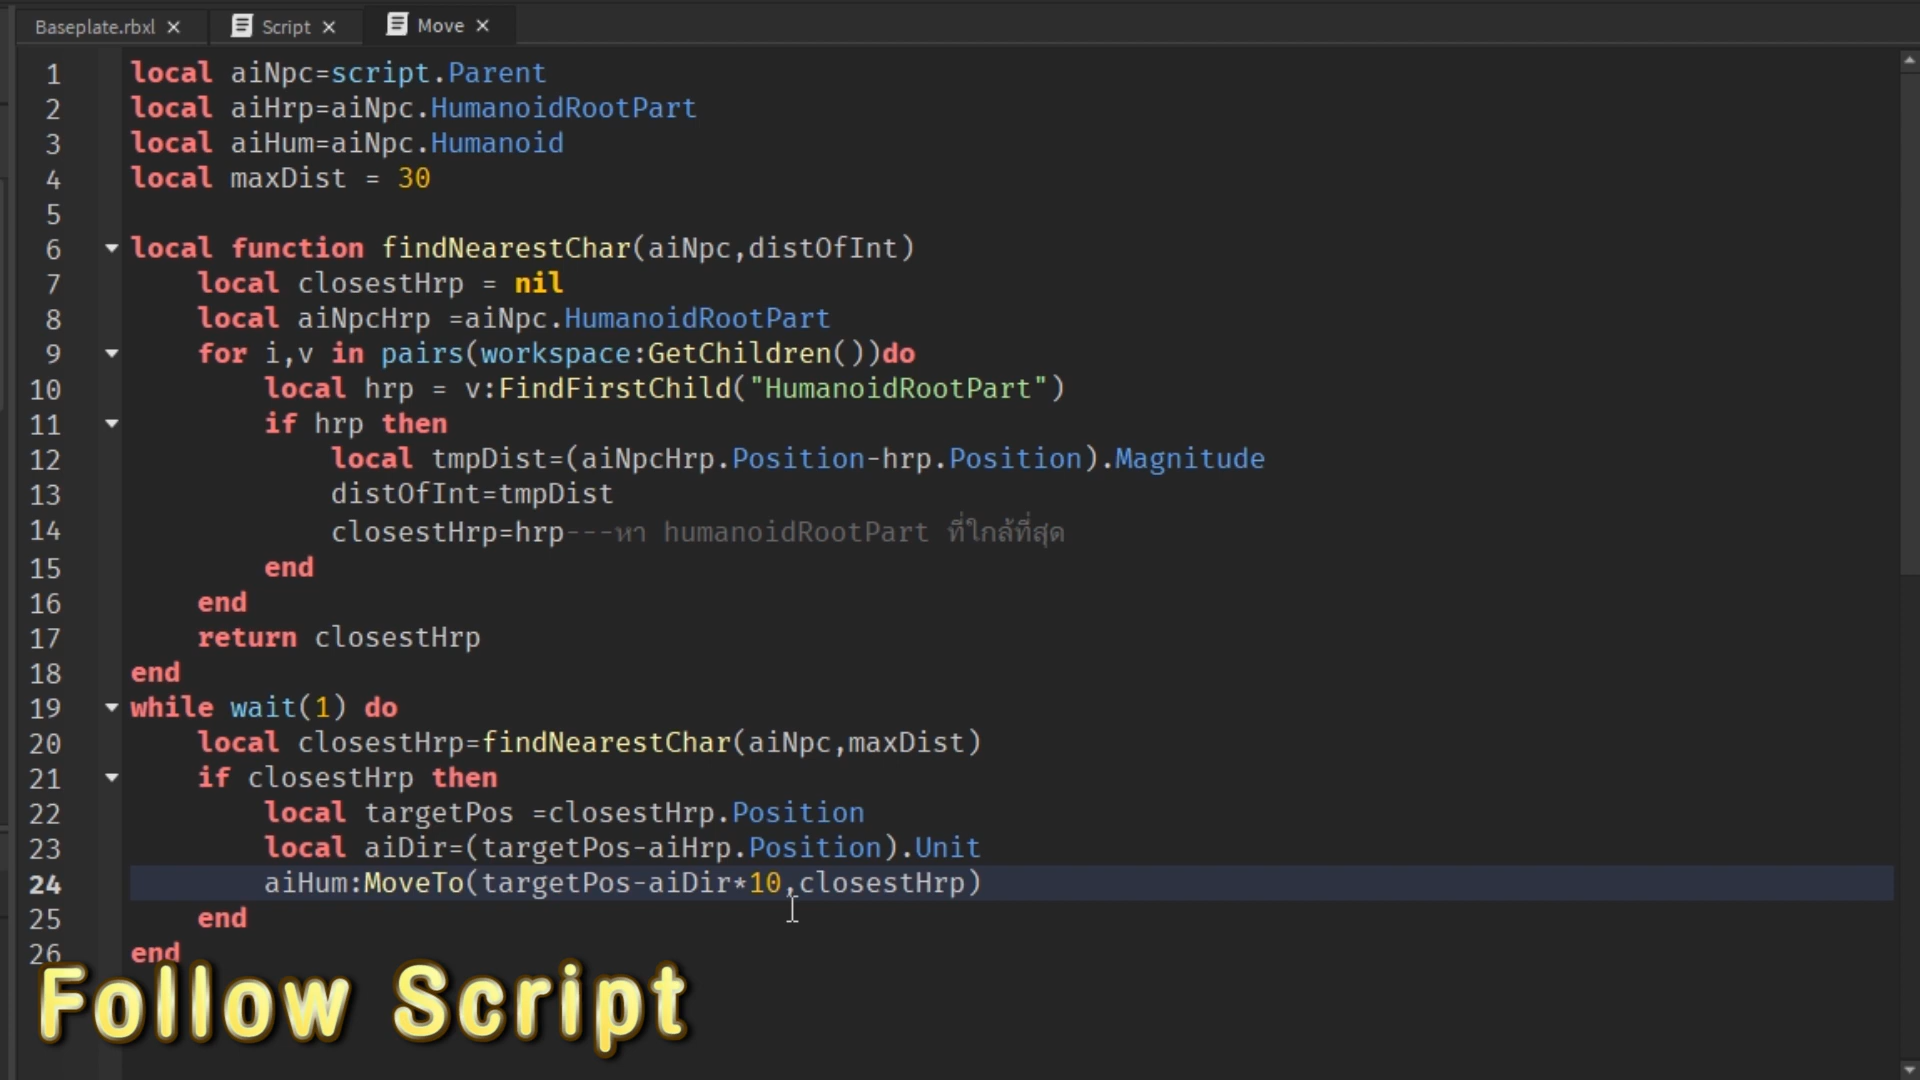 Baseplate.rbxl ×
Script ×
Move ×
1 local aiNpc=script.Parent
2 local aiHrp=aiNpc.HumanoidRootPart
3 local aiHum=aiNpc.Humanoid
4 local maxDist = 30
5
6 local function findNearestChar(aiNpc,distOfInt)
7 local closestHrp = nil
8 local aiNpcHrp =aiNpc.HumanoidRootPart
9 for i,v in pairs(workspace:GetChildren())do
10 local hrp = v:FindFirstChild("HumanoidRootPart")
11 if hrp then
12 local tmpDist=(aiNpcHrp.Position-hrp.Position).Magnitude
13 distOfInt=tmpDist
14 closestHrp=hrp---หา humanoidRootPart ที่ใกล้ที่สุด
15 end
16 end
17 return closestHrp
18 end
19 while wait(1) do
20 local closestHrp=findNearestChar(aiNpc,maxDist)
21 if closestHrp then
22 local targetPos =closestHrp.Position
23 local aiDir=(targetPos-aiHrp.Position).Unit
24 aiHum:MoveTo(targetPos-aiDir*10,closestHrp)
25 end
26 end
Follow Script